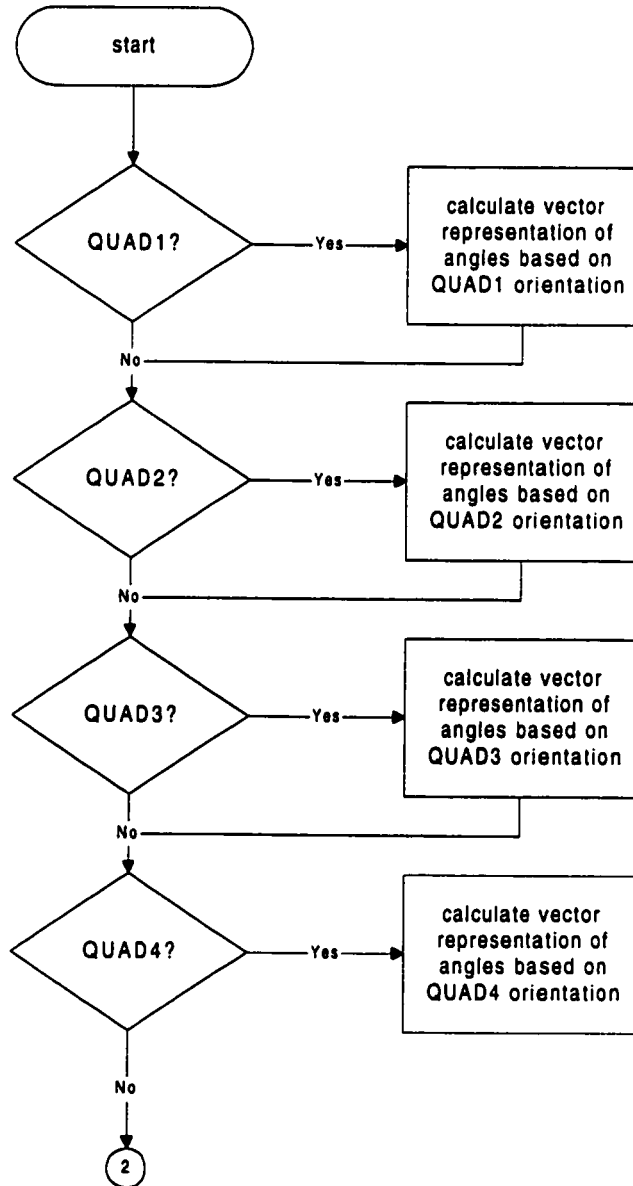 start
QUAD1?
Yes
calculate vector
representation of
angles based on
QUAD1 orientation
No
QUAD2?
Yes
calculate vector
representation of
angles based on
QUAD2 orientation
No
QUAD3?
Yes
calculate vector
representation of
angles based on
QUAD3 orientation
No
QUAD4?
Yes
calculate vector
representation of
angles based on
QUAD4 orientation
No
2